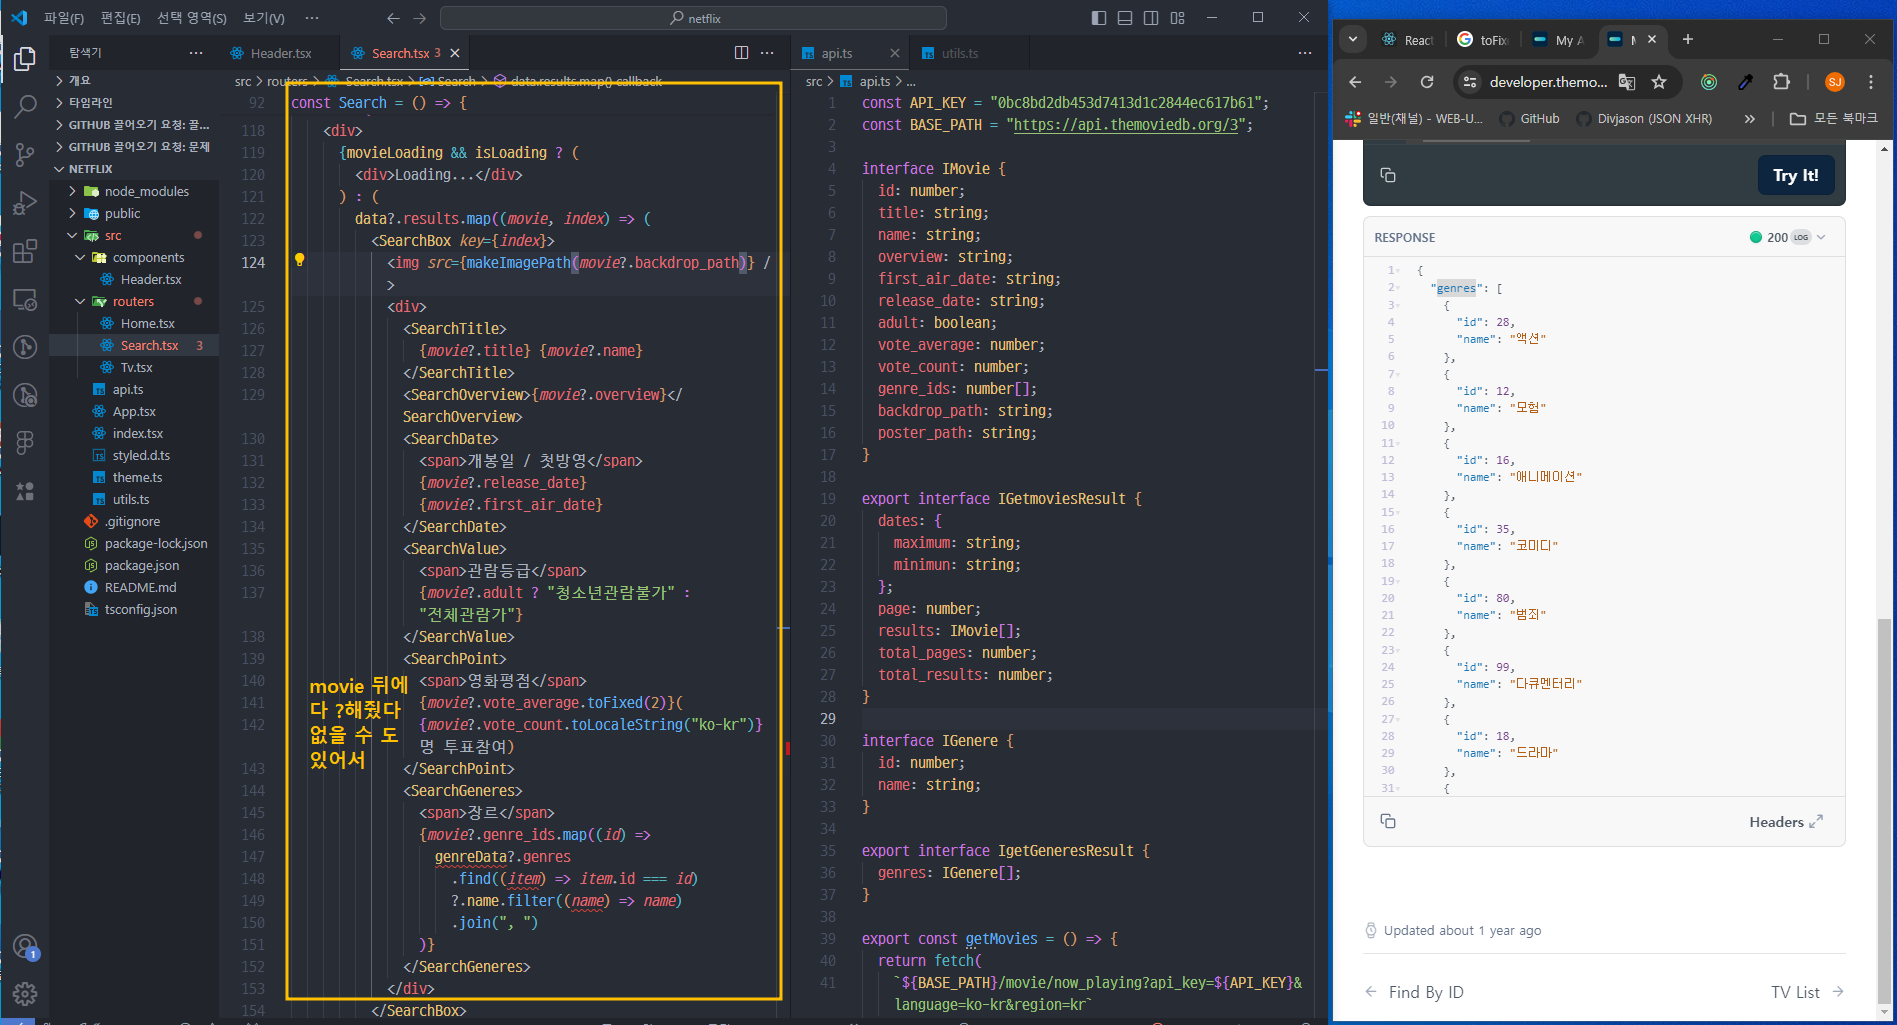 파일(F) 편집(E) 선택 영역(S) 보기(V) ··· netflix
탐색기
개요
타임라인
GITHUB 끌어오기 요청: 끌...
GITHUB 끌어오기 요청: 문제
NETFLIX
node_modules
public
src
components
Header.tsx
routers
Home.tsx
Search.tsx 3
Tv.tsx
api.ts
App.tsx
index.tsx
styled.d.ts
theme.ts
utils.ts
.gitignore
package-lock.json
package.json
README.md
tsconfig.json
1
Header.tsx Search.tsx 3
src > routers > Search.tsx > Search > data.results.map() callback
92 const Search = () => {
118 <div>
119 {movieLoading && isLoading ? (
120 <div>Loading...</div>
121 ) : (
122 data?.results.map((movie, index) => (
123 <SearchBox key={index}>
124 <img src={makeImagePath(movie?.backdrop_path)} /
>
125 <div>
126 <SearchTitle>
127 {movie?.title} {movie?.name}
128 </SearchTitle>
129 <SearchOverview>{movie?.overview}</
SearchOverview>
130 <SearchDate>
131 <span>개봉일 / 첫방영</span>
132 {movie?.release_date}
133 {movie?.first_air_date}
134 </SearchDate>
135 <SearchValue>
136 <span>관람등급</span>
137 {movie?.adult ? "청소년관람불가" :
"전체관람가"}
138 </SearchValue>
139 <SearchPoint>
140 <span>영화평점</span>
141 {movie?.vote_average.toFixed(2)}(
142 {movie?.vote_count.toLocaleString("ko-kr")}
명 투표참여)
143 </SearchPoint>
144 <SearchGeneres>
145 <span>장르</span>
146 {movie?.genre_ids.map((id) =>
147 genreData?.genres
148 .find((item) => item.id === id)
149 ?.name.filter((name) => name)
150 .join(", ")
151 )}
152 </SearchGeneres>
153 </div>
154 </SearchBox>
movie 뒤에
다 ?해줬다
없을 수 도
있어서
api.ts utils.ts
src > api.ts > ...
1 const API_KEY = "0bc8bd2db453d7413d1c2844ec617b61";
2 const BASE_PATH = "https://api.themoviedb.org/3";
3
4 interface IMovie {
5 id: number;
6 title: string;
7 name: string;
8 overview: string;
9 first_air_date: string;
10 release_date: string;
11 adult: boolean;
12 vote_average: number;
13 vote_count: number;
14 genre_ids: number[];
15 backdrop_path: string;
16 poster_path: string;
17 }
18
19 export interface IGetmoviesResult {
20 dates: {
21 maximum: string;
22 minimun: string;
23 };
24 page: number;
25 results: IMovie[];
26 total_pages: number;
27 total_results: number;
28 }
29
30 interface IGenere {
31 id: number;
32 name: string;
33 }
34
35 export interface IgetGeneresResult {
36 genres: IGenere[];
37 }
38
39 export const getMovies = () => {
40 return fetch(
41 `${BASE_PATH}/movie/now_playing?api_key=${API_KEY}&
language=ko-kr&region=kr`
React toFix My A
developer.themo... SJ
일반(채널) - WEB-U... GitHub Divjason (JSON XHR) » 모든 북마크
Try It!
RESPONSE 200 LOG
1 {
2 "genres": [
3 {
4 "id": 28,
5 "name": "액션"
6 },
7 {
8 "id": 12,
9 "name": "모험"
10 },
11 {
12 "id": 16,
13 "name": "애니메이션"
14 },
15 {
16 "id": 35,
17 "name": "코미디"
18 },
19 {
20 "id": 80,
21 "name": "범죄"
22 },
23 {
24 "id": 99,
25 "name": "다큐멘터리"
26 },
27 {
28 "id": 18,
29 "name": "드라마"
30 },
31 {
Headers
Updated about 1 year ago
Find By ID TV List